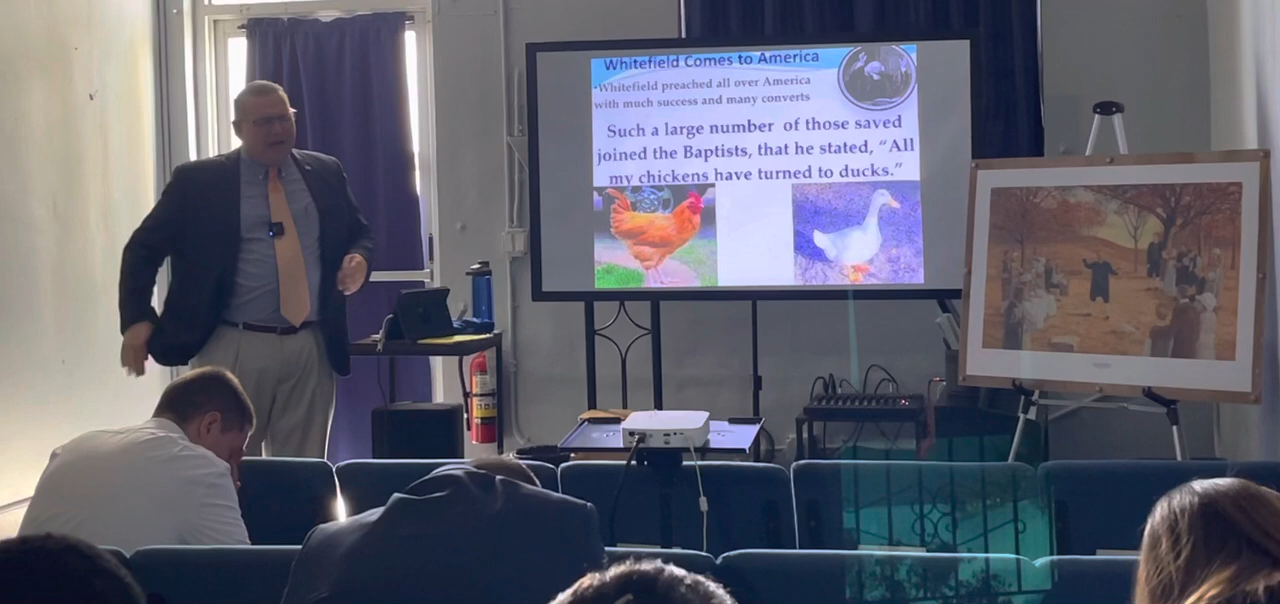 Whitefield Comes to America
•Whitefield preached all over America
with much success and many converts
Such a large number of those saved
joined the Baptists, that he stated, “All
my chickens have turned to ducks.”